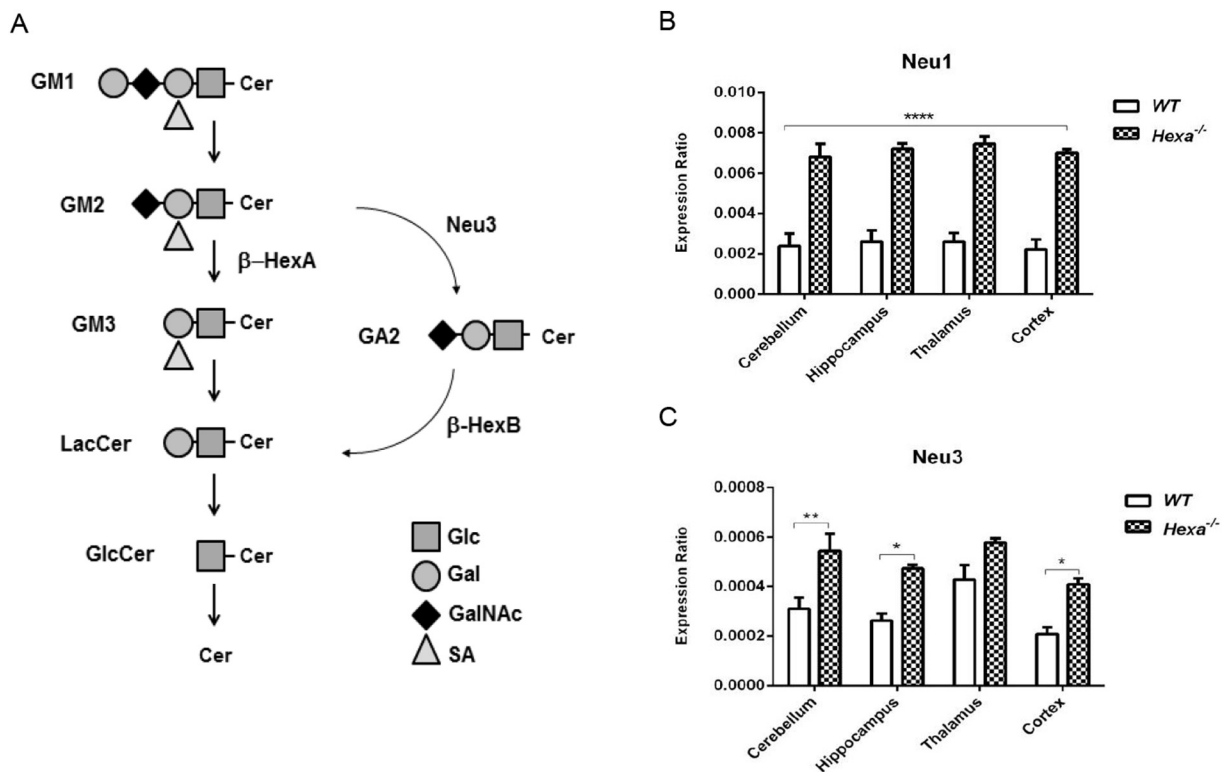 A
GM1
Cer
GM2
Cer
Neu3
β–HexA
GM3
Cer
GA2
Cer
β-HexB
LacCer
Cer
GlcCer
Cer
Cer
Glc
Gal
GalNAc
SA
B
Neu1
Expression Ratio
0.010
0.008
0.006
0.004
0.002
0.000
****
WT
Hexa-/-
Cerebellum
Hippocampus
Thalamus
Cortex
C
Neu3
Expression Ratio
0.0008
0.0006
0.0004
0.0002
0.0000
**
*
*
WT
Hexa-/-
Cerebellum
Hippocampus
Thalamus
Cortex